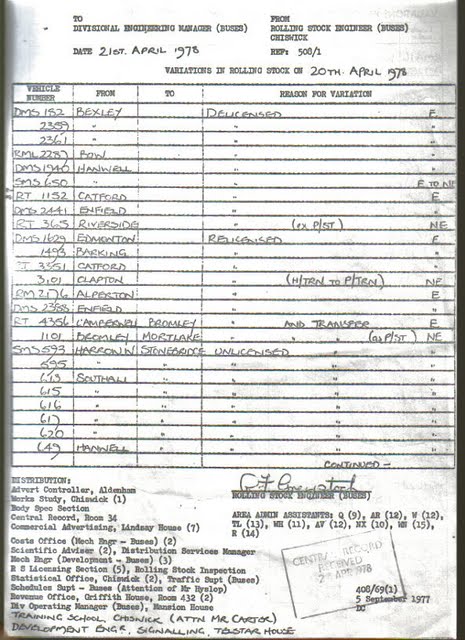 TO FROM
DIVISIONAL ENGINEERING MANAGER (BUSES) ROLLING STOCK ENGINEER (BUSES)
CHISWICK
DATE 21ST. APRIL 1978 REF: 508/1
VARIATIONS IN ROLLING STOCK ON 20TH. APRIL 1978
VEHICLE NUMBER FROM TO REASON FOR VARIATION
DMS 182 BEXLEY DELICENSED E
2359 " "
2361 " "
RML 2287 BOW "
DMS 1940 HANWELL "
SMS 650 " " E TO NE
RT 1152 CATFORD " E
DMS 2441 ENFIELD " "
RT 365 RIVERSIDE " (ex P/ST) NE
DMS 1629 EDMONTON RELICENSED E
1493 BARKING " "
RT 3351 CATFORD " "
3101 CLAPTON " (H/TRN TO P/TRN) NE
RM 2176 ALPERTON " E
DMS 2388 ENFIELD " "
RT 4356 CAMBERWELL BROMLEY " AND TRANSFER E
1101 BROMLEY MORTLAKE " " (as P/ST) NE
SMS 593 HARROW W STONEBRIDGE UNLICENSED "
595 " " " "
613 SOUTHALL " " "
615 " " " "
616 " " " "
617 " " " "
620 " " " "
649 HANWELL " " "
CONTINUED -
DISTRIBUTION:
Advert Controller, Aldenham
Works Study, Chiswick (1)
Body Spec Section
Central Record, Room 34
Commercial Advertising, Lindsay House (7)
Costs Office (Mech Engr - Buses) (2)
Scientific Adviser (2), Distribution Services Manager
Mech Engr (Development - Buses) (3)
R S Licensing Section (5), Rolling Stock Inspection
Statistical Office, Chiswick (2), Traffic Supt (Buses)
Schedules Supt - Buses (Attention of Mr Hyslop)
Revenue Office, Griffith House, Room 432 (2)
Div Operating Manager (Buses), Mansion House
TRAINING SCHOOL, CHISWICK (ATTN MR CARTER)
DEVELOPMENT ENGR, SIGNALLING, TELSTAR HOUSE
ROLLING STOCK ENGINEER (BUSES)
AREA ADMIN ASSISTANTS: Q (9), AR (12), W (12),
TL (13), WH (11), AV (12), NX (10), WN (15),
R (14)
CENTRAL RECORD
RECEIVED
APR 1978
408/69(1)
5 September 1977